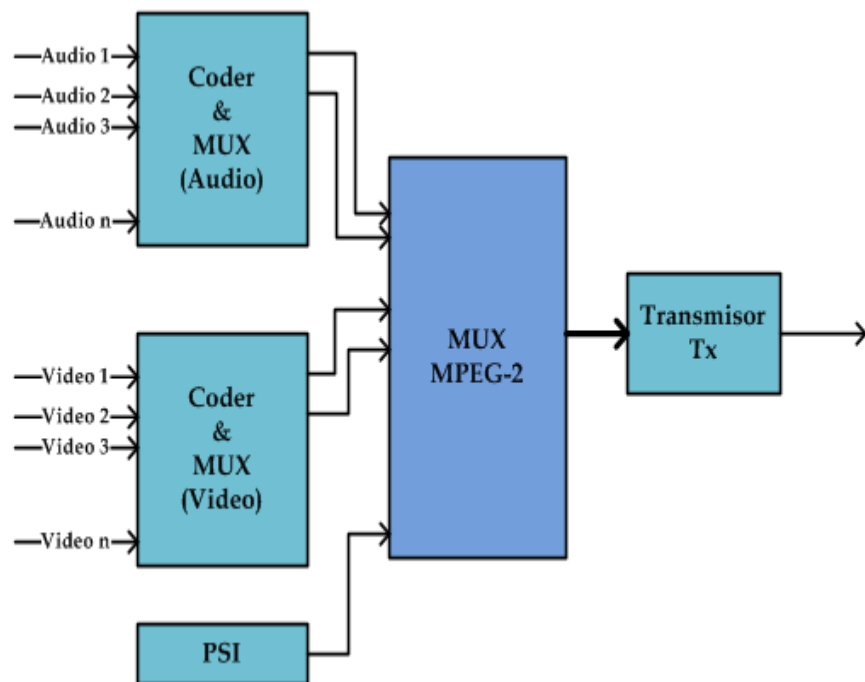 Audio 1
Audio 2
Audio 3
Audio n
Coder
&
MUX
(Audio)
Video 1
Video 2
Video 3
Video n
Coder
&
MUX
(Video)
PSI
MUX
MPEG-2
Transmisor
Tx